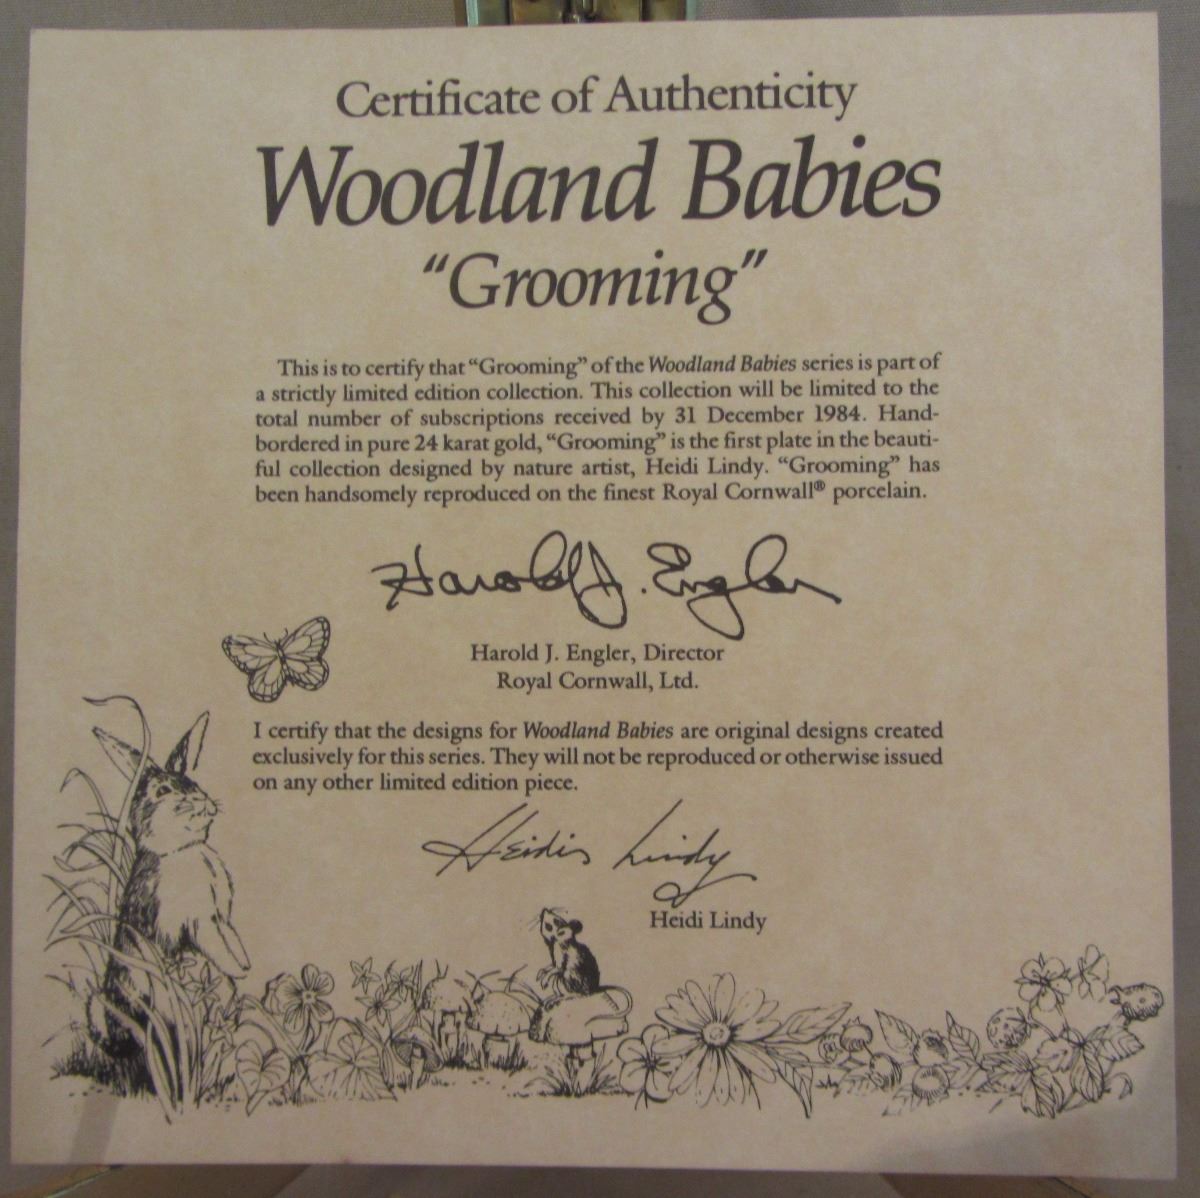 Certificate of Authenticity
Woodland Babies
“Grooming”
This is to certify that “Grooming” of the Woodland Babies series is part of
a strictly limited edition collection. This collection will be limited to the
total number of subscriptions received by 31 December 1984. Hand-
bordered in pure 24 karat gold, “Grooming” is the first plate in the beauti-
ful collection designed by nature artist, Heidi Lindy. “Grooming” has
been handsomely reproduced on the finest Royal Cornwall® porcelain.
Harold J. Engler
Harold J. Engler, Director
Royal Cornwall, Ltd.
I certify that the designs for Woodland Babies are original designs created
exclusively for this series. They will not be reproduced or otherwise issued
on any other limited edition piece.
Heidi Lindy
Heidi Lindy